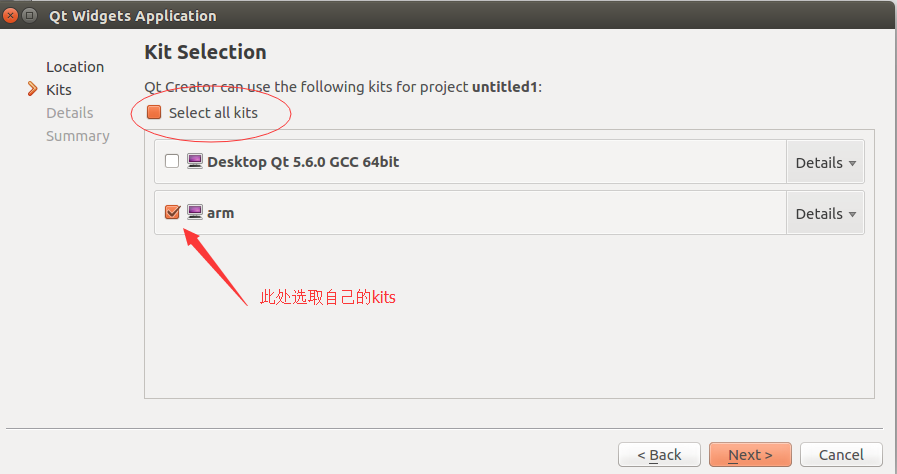 Qt Widgets Application
Location
Kits
Details
Summary
Kit Selection
Qt Creator can use the following kits for project untitled1:
Select all kits
Desktop Qt 5.6.0 GCC 64bit
Details
arm
Details
此处选取自己的kits
< Back
Next >
Cancel